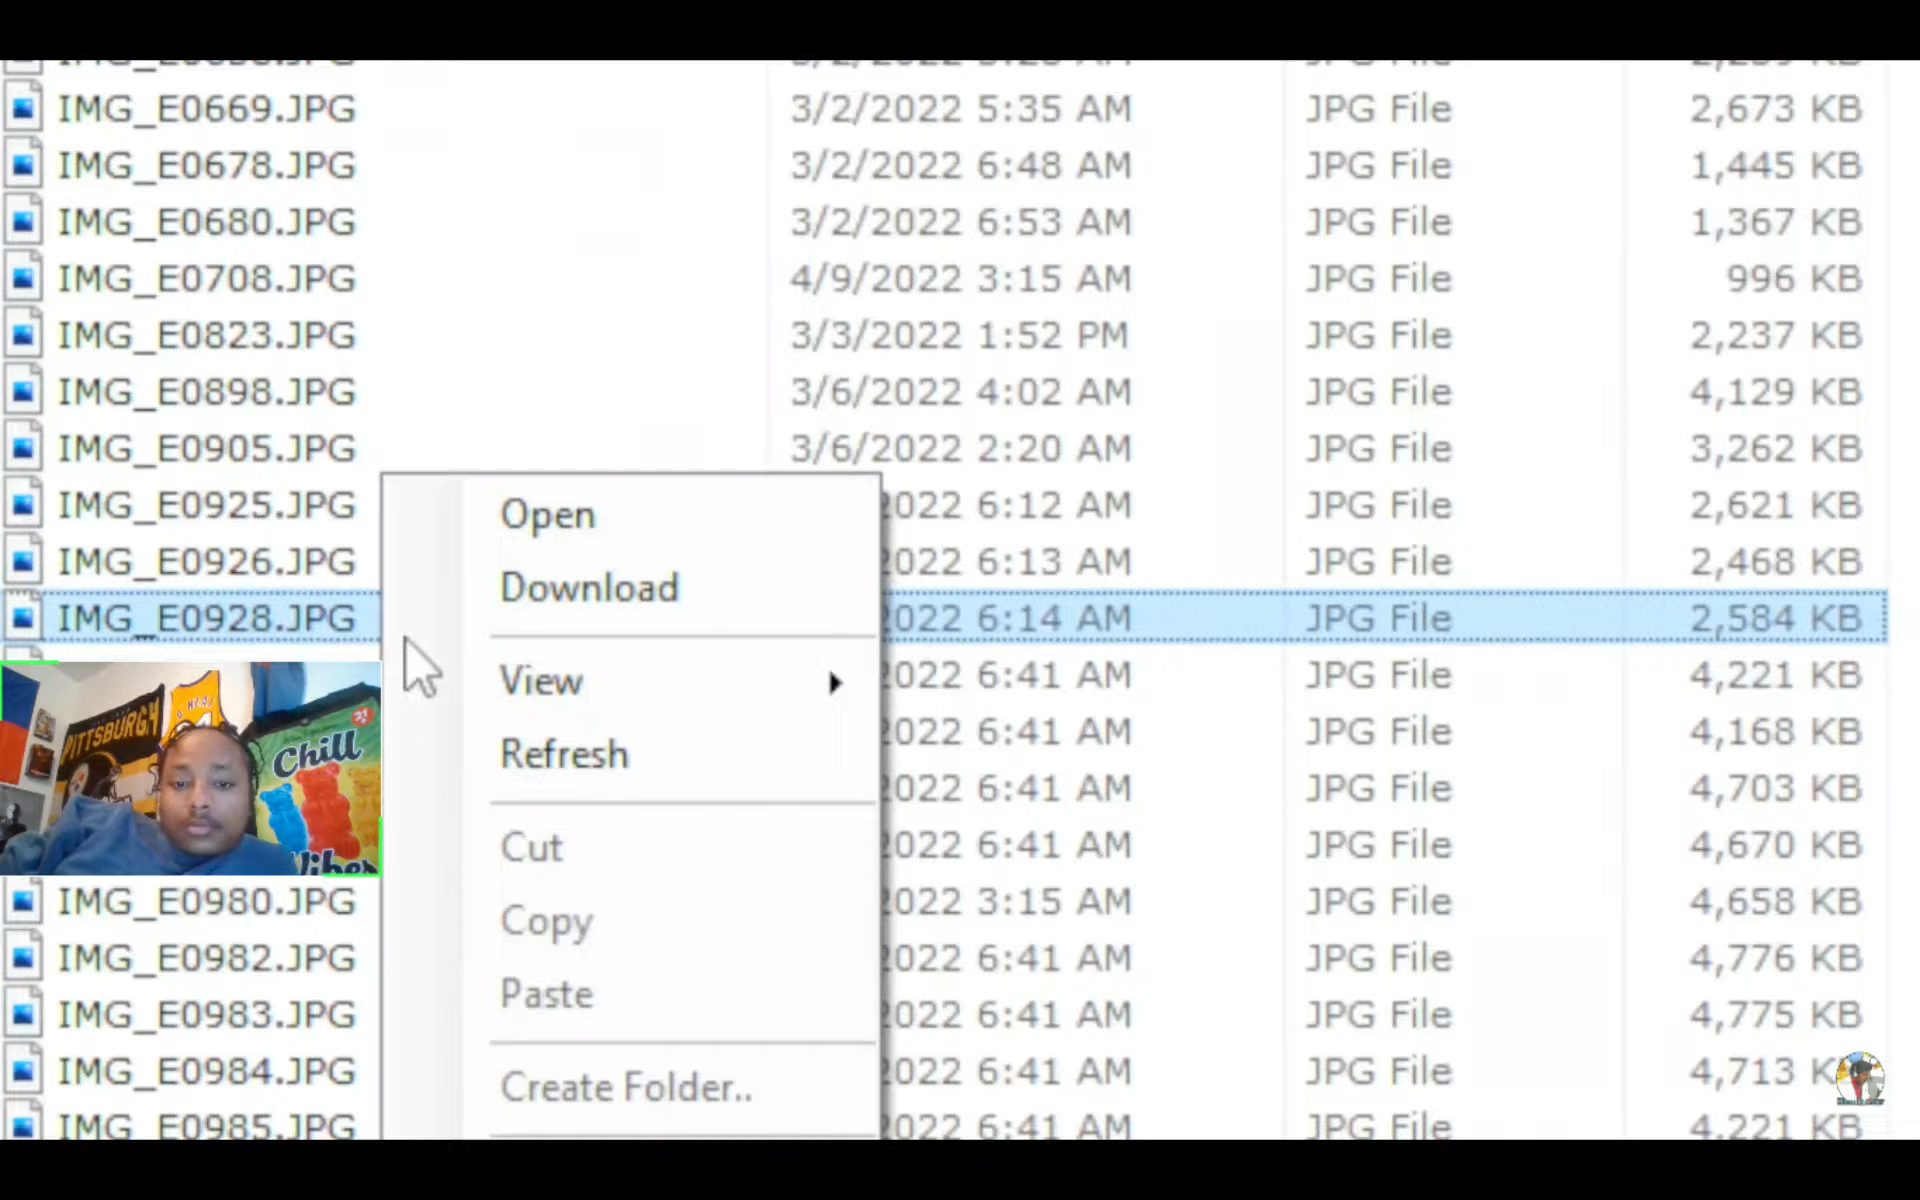 IMG_E0669.JPG 3/2/2022 5:35 AM JPG File 2,673 KB
IMG_E0678.JPG 3/2/2022 6:48 AM JPG File 1,445 KB
IMG_E0680.JPG 3/2/2022 6:53 AM JPG File 1,367 KB
IMG_E0708.JPG 4/9/2022 3:15 AM JPG File 996 KB
IMG_E0823.JPG 3/3/2022 1:52 PM JPG File 2,237 KB
IMG_E0898.JPG 3/6/2022 4:02 AM JPG File 4,129 KB
IMG_E0905.JPG 3/6/2022 2:20 AM JPG File 3,262 KB
IMG_E0925.JPG 022 6:12 AM JPG File 2,621 KB
IMG_E0926.JPG 022 6:13 AM JPG File 2,468 KB
IMG_E0928.JPG 022 6:14 AM JPG File 2,584 KB
022 6:41 AM JPG File 4,221 KB
022 6:41 AM JPG File 4,168 KB
022 6:41 AM JPG File 4,703 KB
022 6:41 AM JPG File 4,670 KB
IMG_E0980.JPG 022 3:15 AM JPG File 4,658 KB
IMG_E0982.JPG 022 6:41 AM JPG File 4,776 KB
IMG_E0983.JPG 022 6:41 AM JPG File 4,775 KB
IMG_E0984.JPG 022 6:41 AM JPG File 4,713 K
IMG_E0985.JPG 022 6:41 AM JPG File 4,221 KB
Open
Download
View
Refresh
Cut
Copy
Paste
Create Folder..
PITTSBURGH
O'NEAL
Chill
Vibes